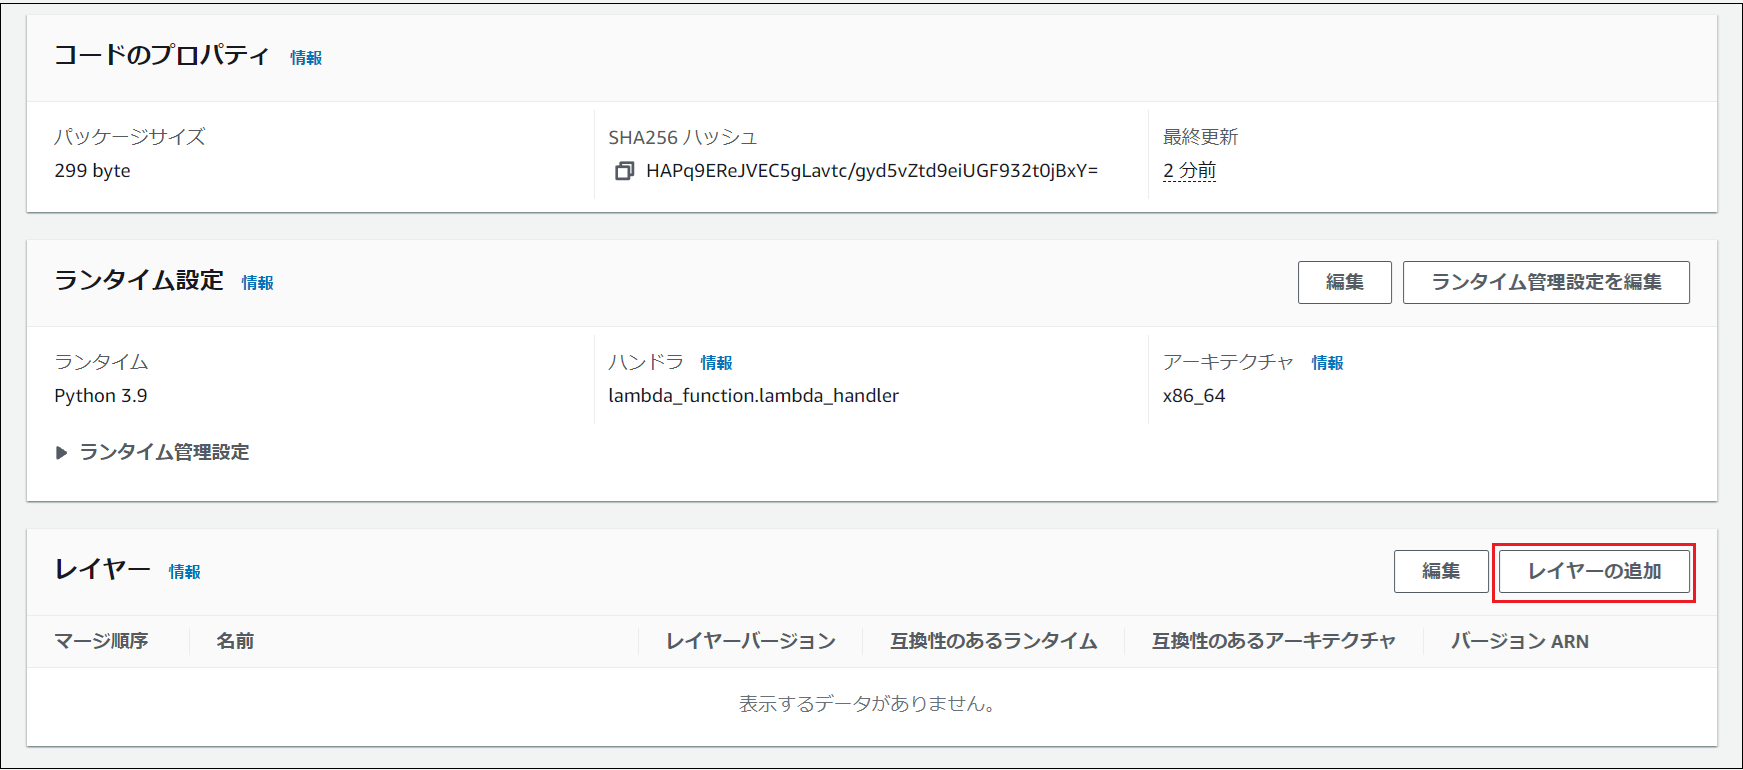 コードのプロパティ 情報
パッケージサイズ
299 byte
SHA256 ハッシュ
HAPq9EReJVEC5gLavtc/gyd5vZtd9eiUGF932t0jBxY=
最終更新
2 分前
ランタイム設定 情報
編集
ランタイム管理設定を編集
ランタイム
Python 3.9
ハンドラ 情報
lambda_function.lambda_handler
アーキテクチャ 情報
x86_64
ランタイム管理設定
レイヤー 情報
編集
レイヤーの追加
マージ順序 名前 レイヤーバージョン 互換性のあるランタイム 互換性のあるアーキテクチャ バージョン ARN
表示するデータがありません。